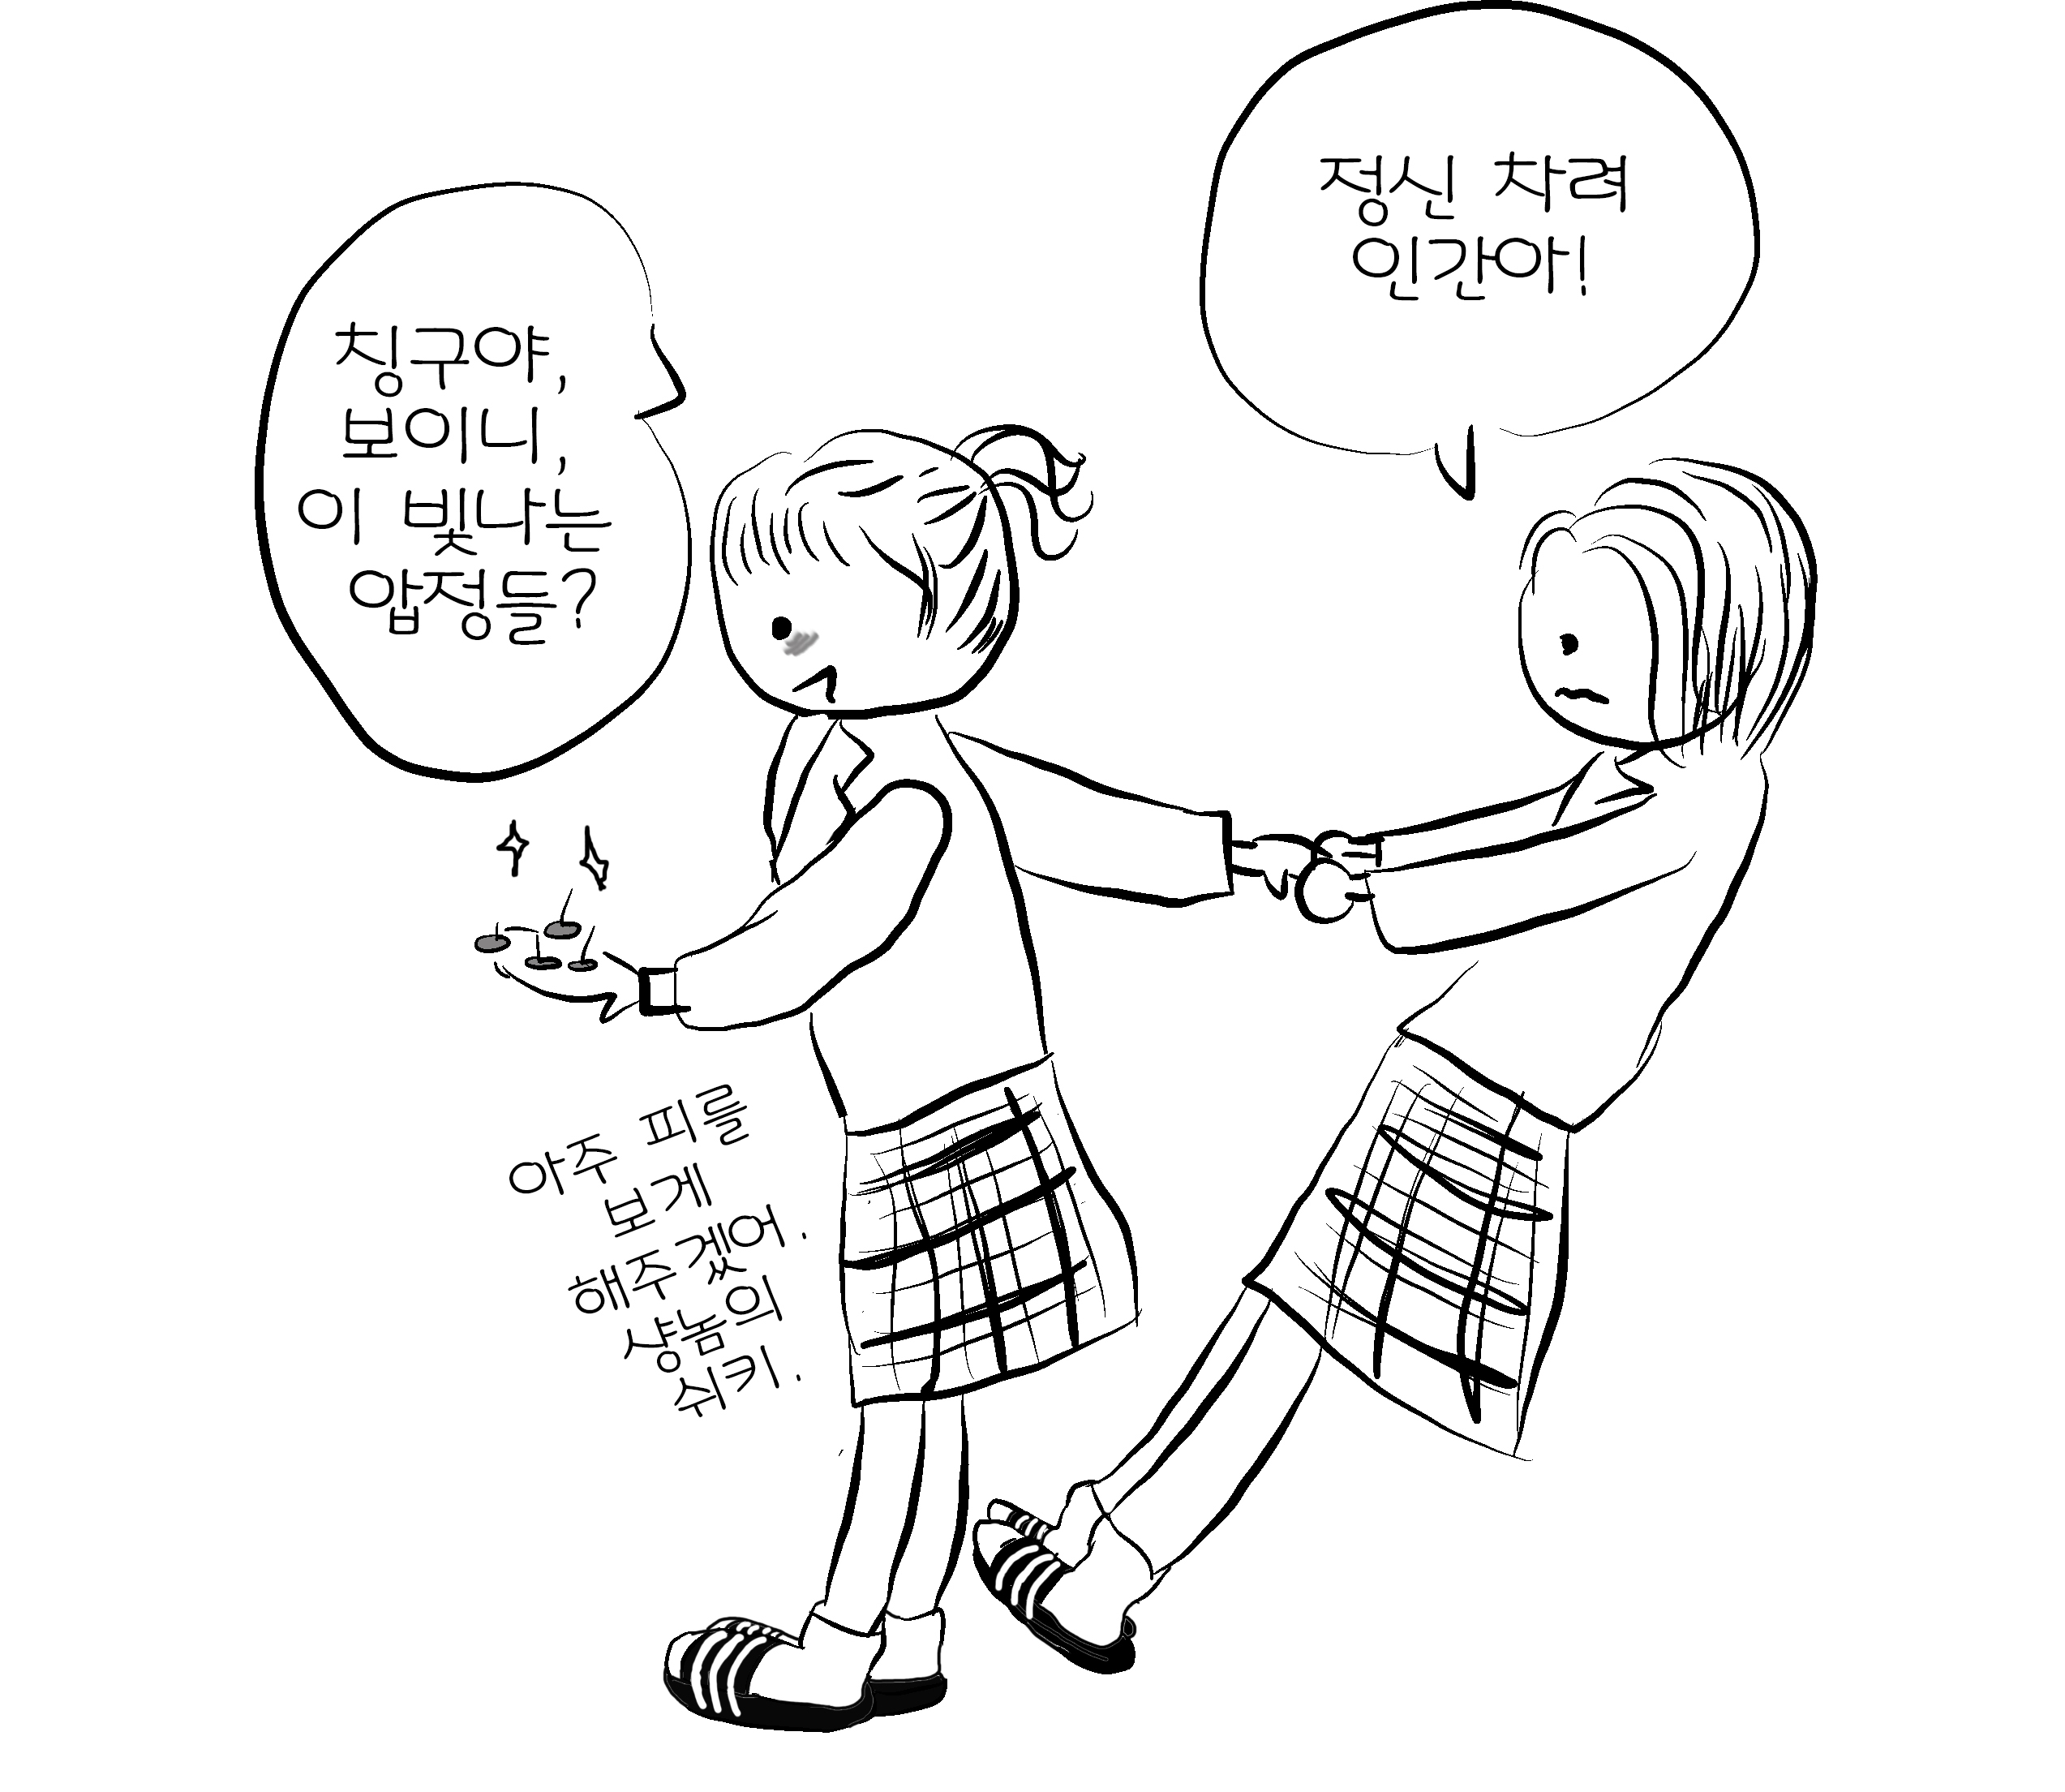 칭구야,
보이니,
이 빛나는
압정들?
정신 차려
인간아!
아주 피를
보게
해주겠어.
샹놈의
쉬키.